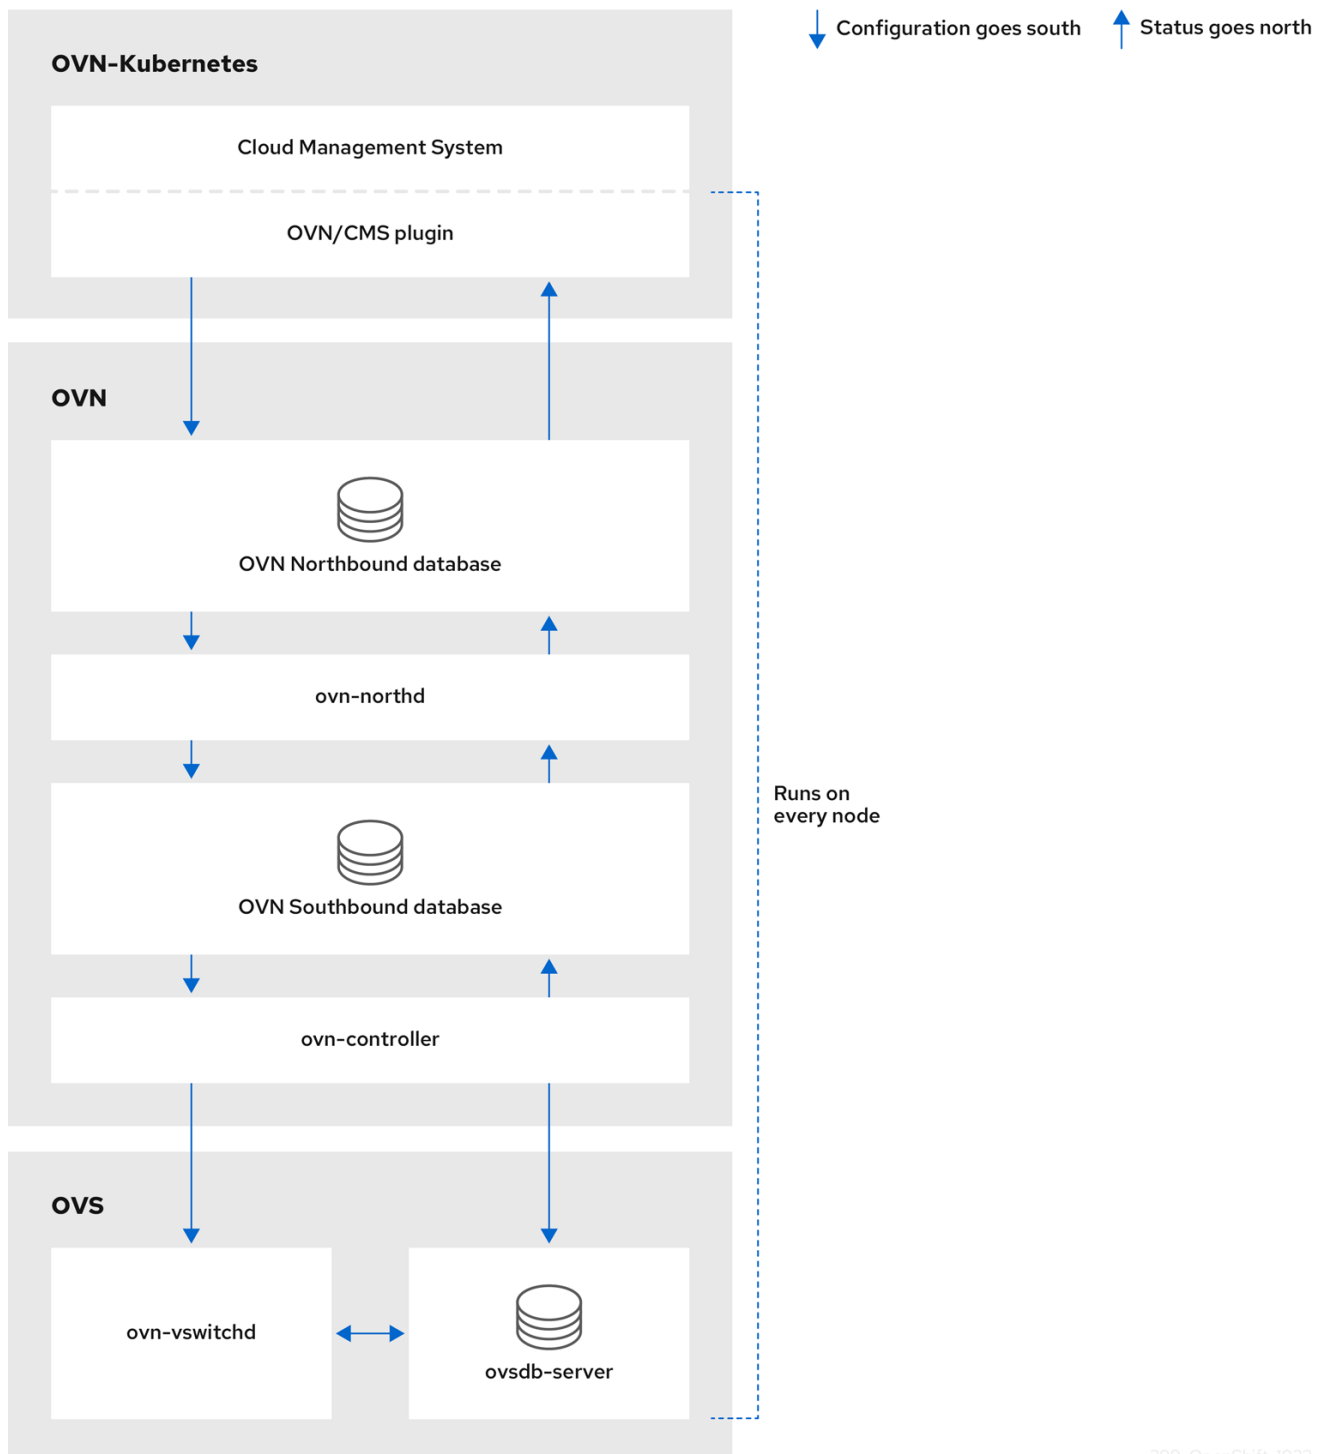 Configuration goes south
Status goes north
OVN-Kubernetes
Cloud Management System
OVN/CMS plugin
OVN
OVN Northbound database
ovn-northd
Runs on
every node
OVN Southbound database
ovn-controller
OVS
ovn-vswitchd
ovsdb-server